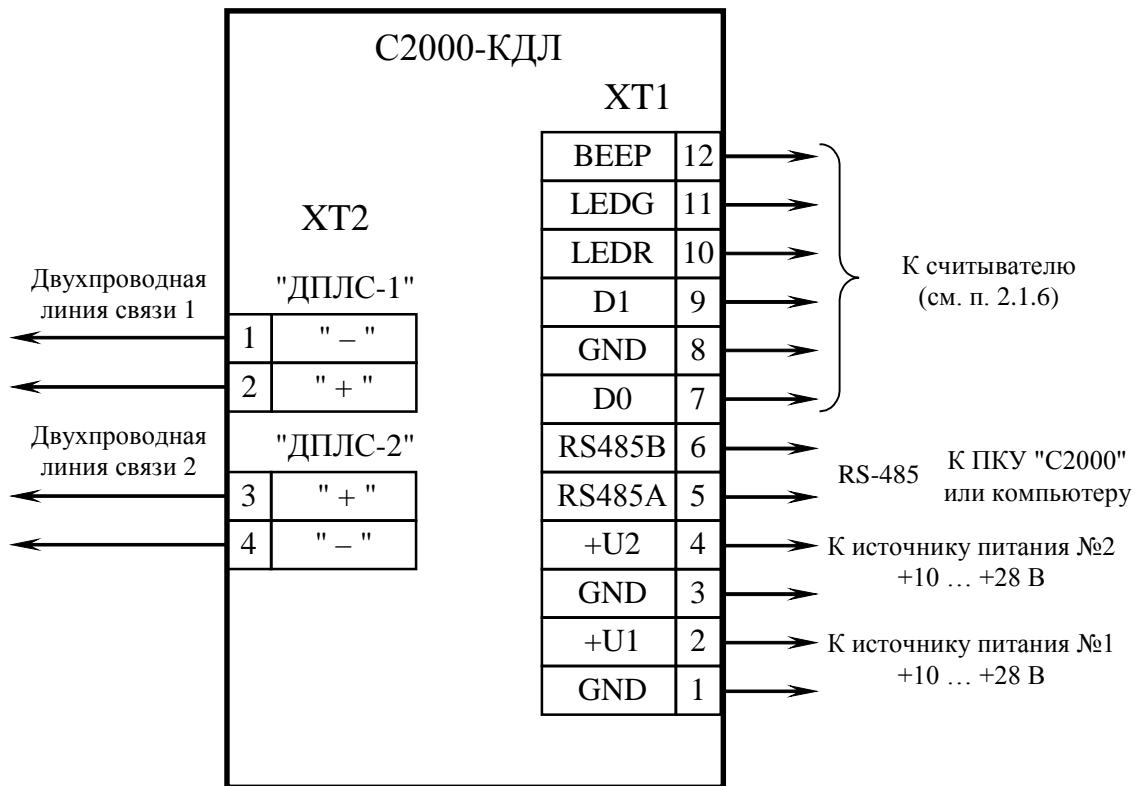 С2000-КДЛ
XT1
BEEP 12
LEDG 11
LEDR 10
D1 9
GND 8
D0 7
RS485B 6
RS485A 5
+U2 4
GND 3
+U1 2
GND 1
XT2
"ДПЛС-1"
1 " – "
2 " + "
"ДПЛС-2"
3 " + "
4 " – "
Двухпроводная
линия связи 1
Двухпроводная
линия связи 2
К считывателю
(см. п. 2.1.6)
RS-485
К ПКУ "С2000"
или компьютеру
К источнику питания №2
+10 … +28 В
К источнику питания №1
+10 … +28 В